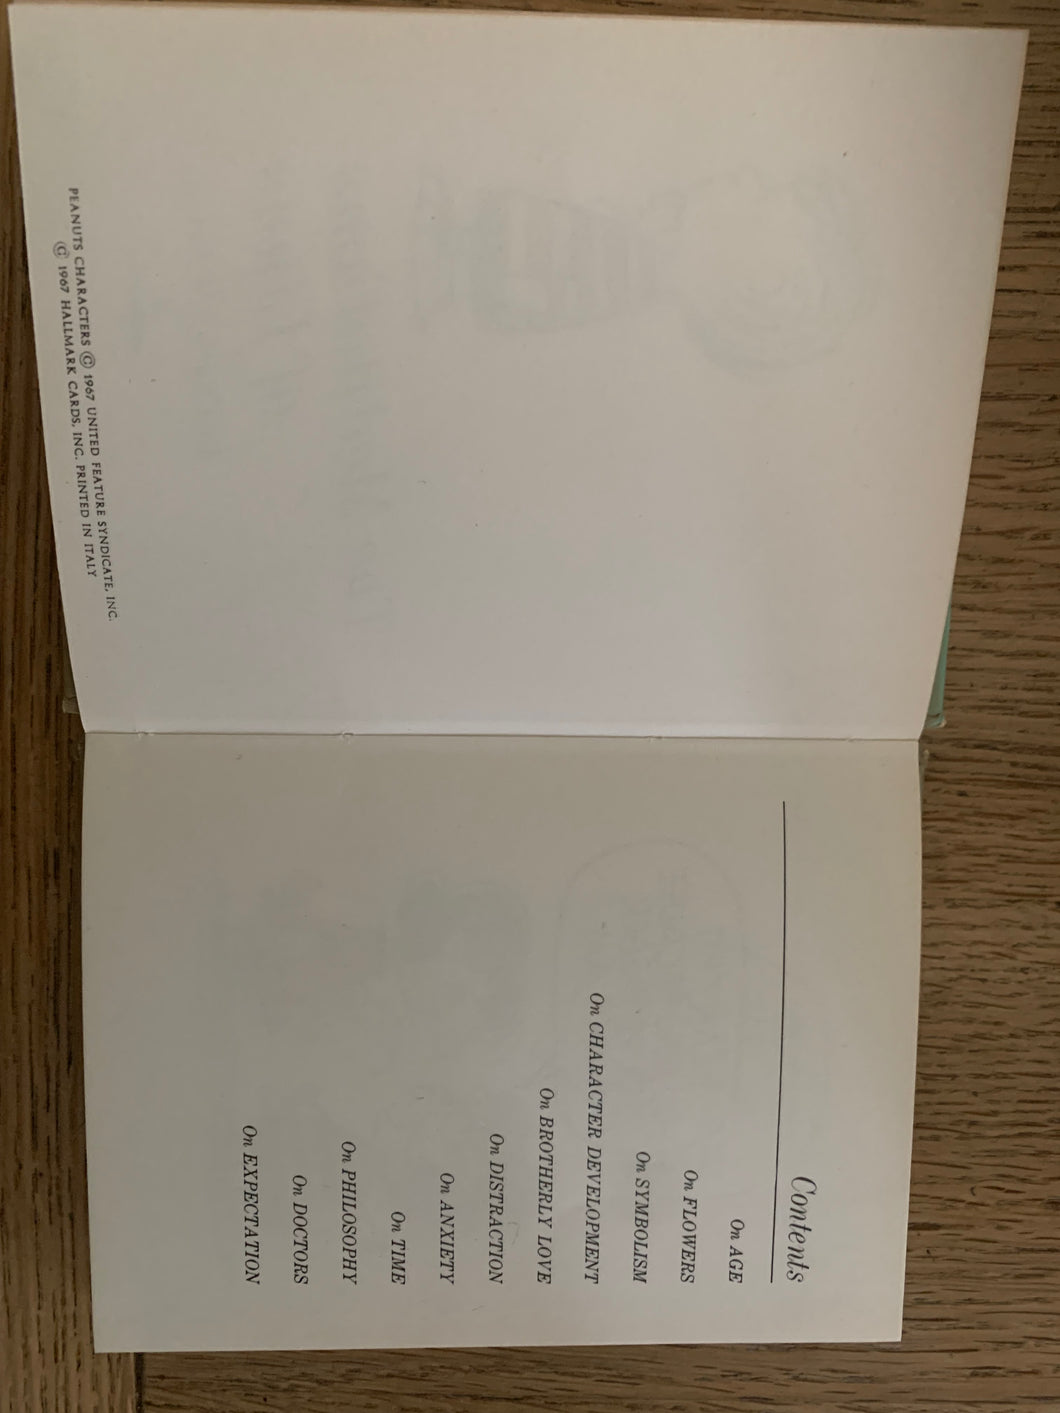 PEANUTS CHARACTERS © 1967 UNITED FEATURE SYNDICATE, INC.
© 1967 HALLMARK CARDS, INC. PRINTED IN ITALY
Contents
On AGE
On FLOWERS
On SYMBOLISM
On CHARACTER DEVELOPMENT
On BROTHERLY LOVE
On DISTRACTION
On ANXIETY
On TIME
On PHILOSOPHY
On DOCTORS
On EXPECTATION